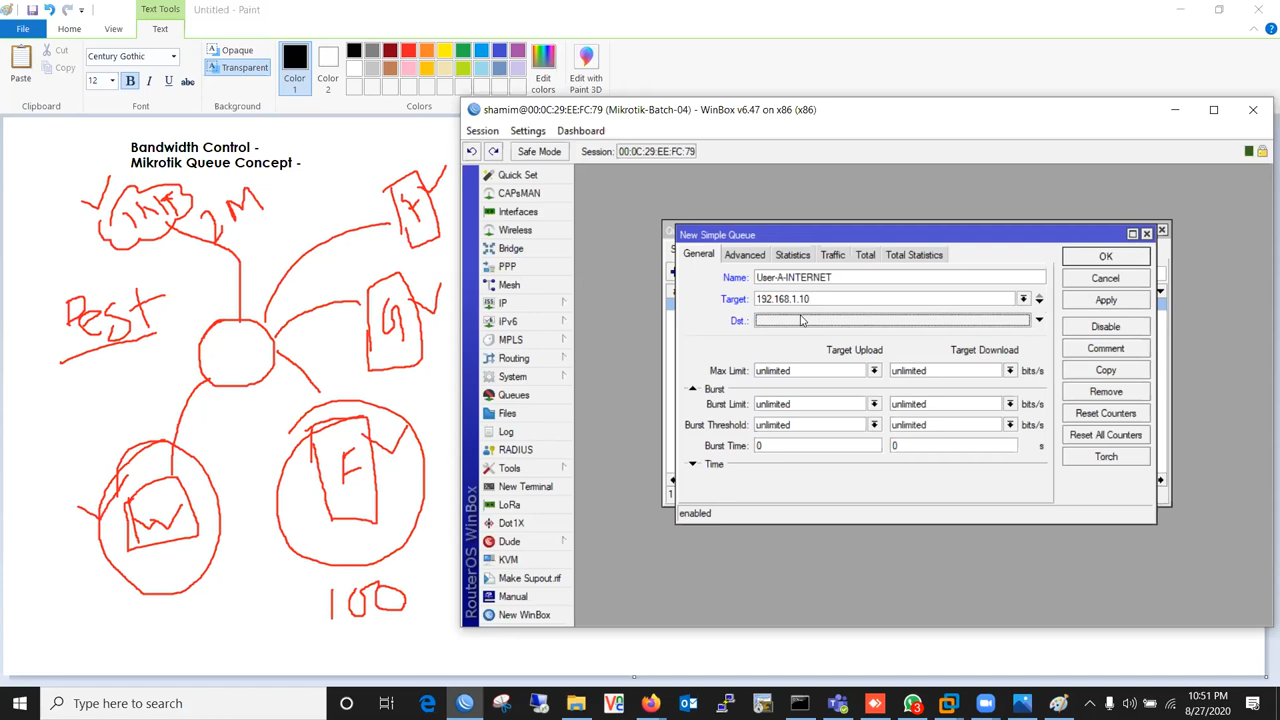 Text Tools
Untitled - Paint
File
Home
View
Text
Paste
Cut
Copy
Century Gothic
12
B
I
U
abc
Opaque
Transparent
Color
1
Color
2
Edit
colors
Edit with
Paint 3D
Clipboard
Font
Background
Colors
Bandwidth Control -
Mikrotik Queue Concept -
2M
Y
G
F
W
100
shamim@00:0C:29:EE:FC:79 (Mikrotik-Batch-04) - WinBox v6.47 on x86 (x86)
Session
Settings
Dashboard
Safe Mode
Session:
00:0C:29:EE:FC:79
RouterOS WinBox
Quick Set
CAPsMAN
Interfaces
Wireless
Bridge
PPP
Mesh
IP
IPv6
MPLS
Routing
System
Queues
Files
Log
RADIUS
Tools
New Terminal
LoRa
Dot1X
Dude
KVM
Make Supout.rif
Manual
New WinBox
New Simple Queue
General
Advanced
Statistics
Traffic
Total
Total Statistics
Name:
User-A-INTERNET
Target:
192.168.1.10
Dst.:
Target Upload
Target Download
Max Limit:
unlimited
unlimited
bits/s
Burst
Burst Limit:
unlimited
unlimited
bits/s
Burst Threshold:
unlimited
unlimited
bits/s
Burst Time:
0
0
s
Time
enabled
OK
Cancel
Apply
Disable
Comment
Copy
Remove
Reset Counters
Reset All Counters
Torch
Type here to search
3
10:51 PM
8/27/2020